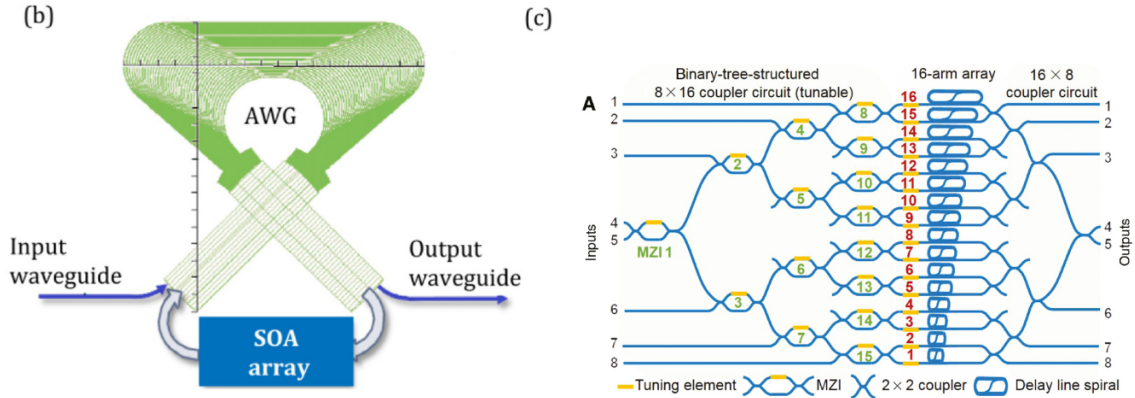 (b)
AWG
Input
waveguide
Output
waveguide
SOA
array
(c)
Binary-tree-structured
8 × 16 coupler circuit (tunable)
16-arm array
16 × 8
coupler circuit
A
Inputs
1
2
3
4
5
6
7
8
MZI 1
2
3
4
5
6
7
8
9
10
11
12
13
14
15
16
15
14
13
12
11
10
9
8
7
6
5
4
3
2
1
1
2
3
4
5
6
7
8
Outputs
Tuning element
MZI
2 × 2 coupler
Delay line spiral